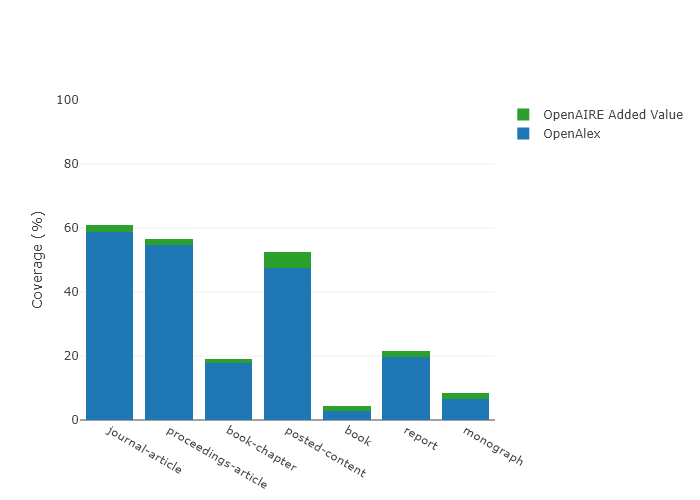 100
80
60
40
20
0
Coverage (%)
journal-article
proceedings-article
book-chapter
posted-content
book
report
monograph
OpenAIRE Added Value
OpenAlex